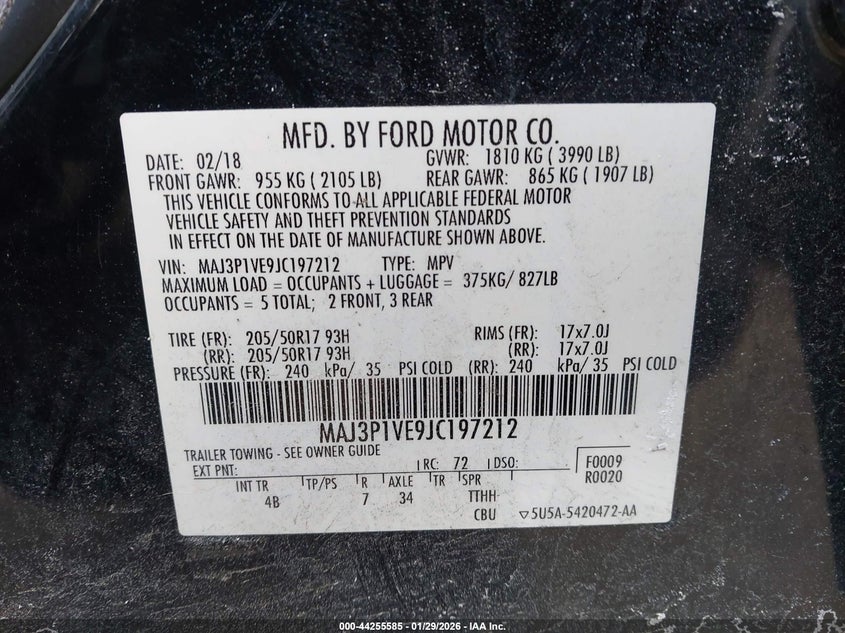 MFD. BY FORD MOTOR CO.
DATE: 02/18 GVWR: 1810 KG ( 3990 LB)
FRONT GAWR: 955 KG ( 2105 LB) REAR GAWR: 865 KG ( 1907 LB)
THIS VEHICLE CONFORMS TO ALL APPLICABLE FEDERAL MOTOR
VEHICLE SAFETY AND THEFT PREVENTION STANDARDS
IN EFFECT ON THE DATE OF MANUFACTURE SHOWN ABOVE.
VIN: MAJ3P1VE9JC197212 TYPE: MPV
MAXIMUM LOAD = OCCUPANTS + LUGGAGE = 375KG/ 827LB
OCCUPANTS = 5 TOTAL; 2 FRONT, 3 REAR
TIRE (FR): 205/50R17 93H RIMS (FR): 17x7.0J
(RR): 205/50R17 93H (RR): 17x7.0J
PRESSURE (FR): 240 kPa/ 35 PSI COLD (RR): 240 kPa/ 35 PSI COLD
MAJ3P1VE9JC197212
TRAILER TOWING - SEE OWNER GUIDE
EXT PNT: RC: 72 DSO: F0009
R0020
INT TR TP/PS R AXLE TR SPR
4B 7 34 TTHH
CBU ▽5U5A-5420472-AA
000-44255585 - 01/29/2026 - IAA Inc.